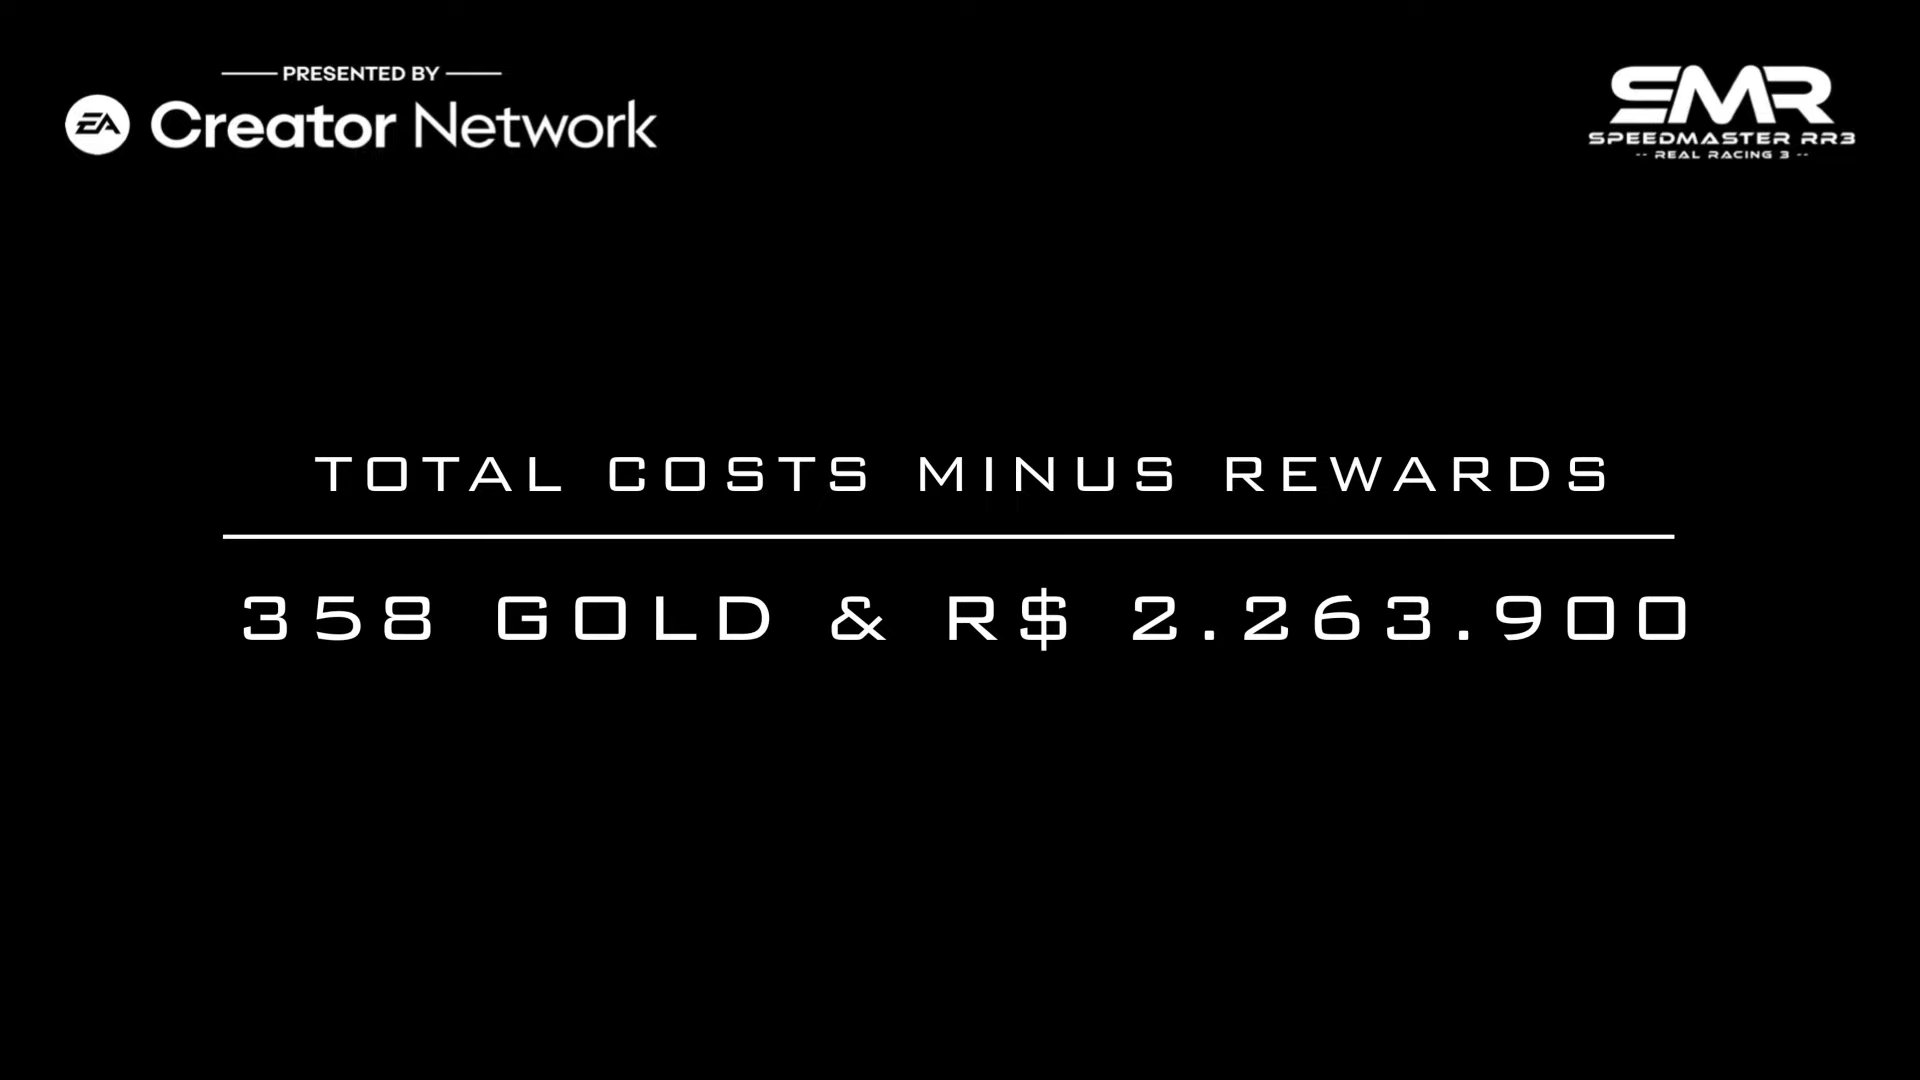 PRESENTED BY
EA Creator Network
SMR
SPEEDMASTER RR3
-- REAL RACING 3 --
TOTAL COSTS MINUS REWARDS
358 GOLD & R$ 2.263.900